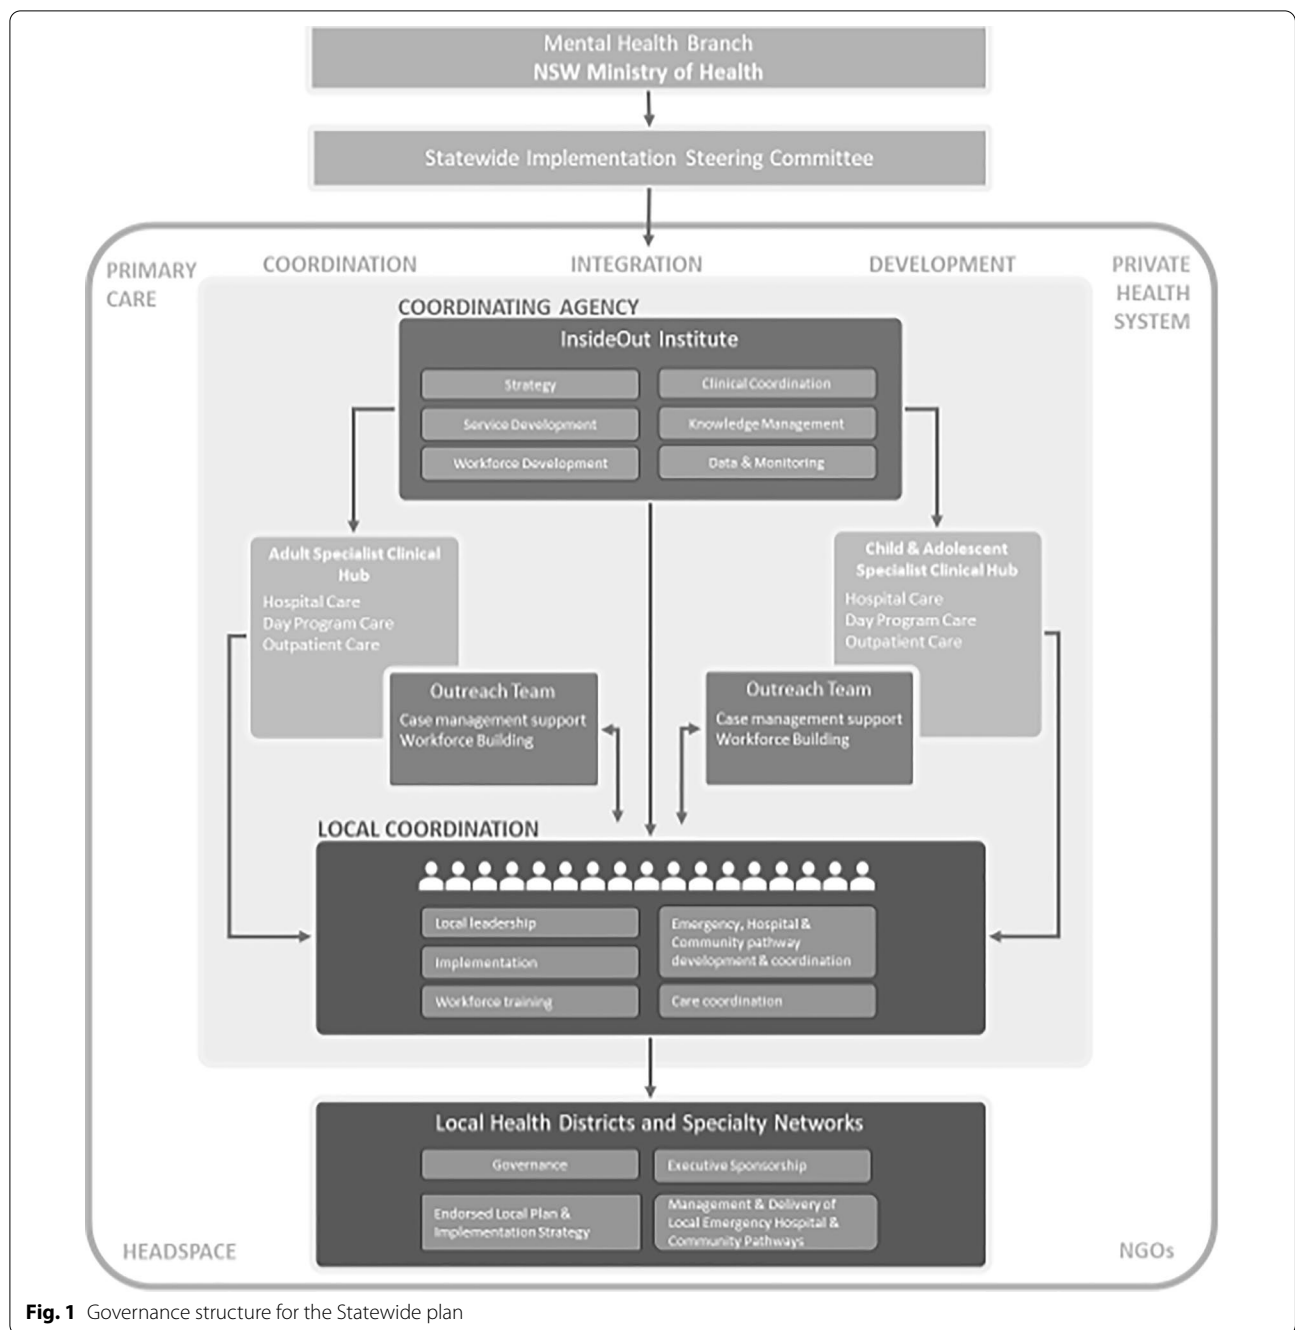 Mental Health Branch
NSW Ministry of Health
Statewide Implementation Steering Committee
PRIMARY
CARE
COORDINATION
INTEGRATION
DEVELOPMENT
PRIVATE
HEALTH
SYSTEM
COORDINATING AGENCY
InsideOut Institute
Strategy
Clinical Coordination
Service Development
Knowledge Management
Workforce Development
Data & Monitoring
Adult Specialist Clinical
Hub
Hospital Care
Day Program Care
Outpatient Care
Child & Adolescent
Specialist Clinical Hub
Hospital Care
Day Program Care
Outpatient Care
Outreach Team
Case management support
Workforce Building
Outreach Team
Case management support
Workforce Building
LOCAL COORDINATION
Local leadership
Implementation
Workforce training
Emergency, Hospital &
Community pathway
development & coordination
Care coordination
Local Health Districts and Specialty Networks
Governance
Executive Sponsorship
Endorsed Local Plan &
Implementation Strategy
Management & Delivery of
Local Emergency Hospital &
Community Pathways
HEADSPACE
NGOs
Fig. 1 Governance structure for the Statewide plan